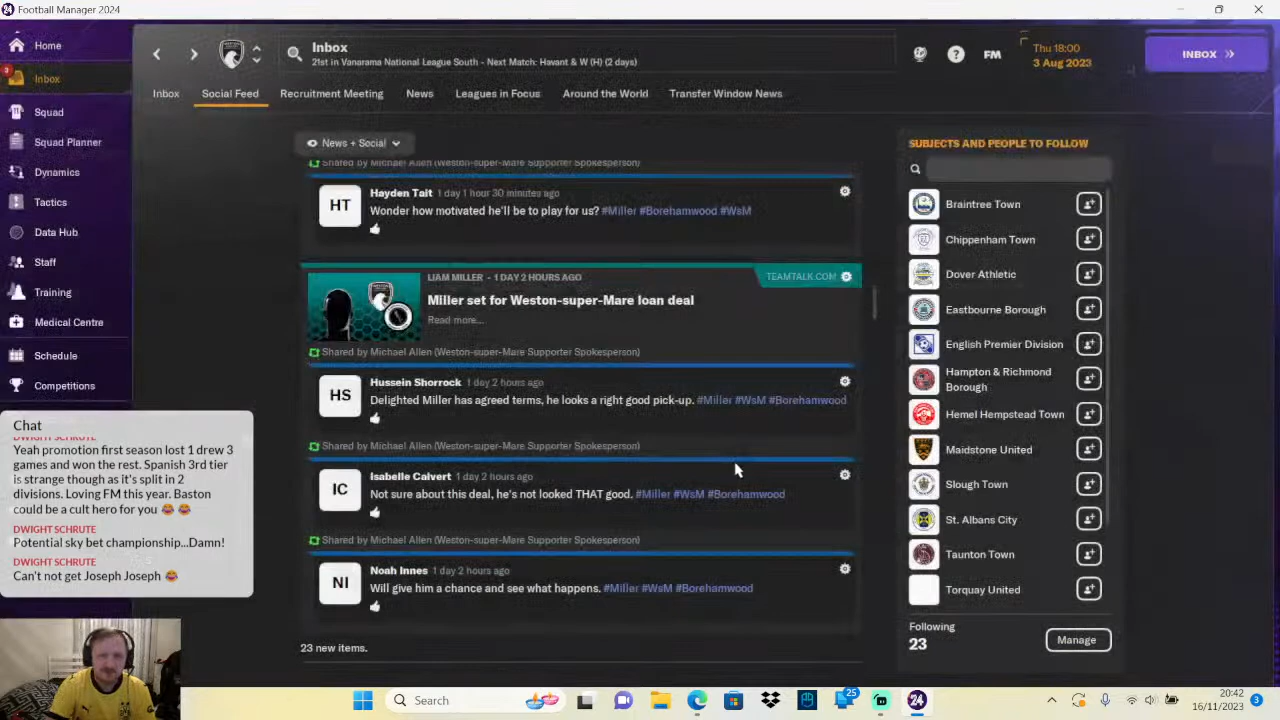 Football Manager 2024
Home
3
Inbox
Squad
Squad Planner
Dynamics
Tactics
Data Hub
Staff
Training
Medical Centre
Schedule
Competitions
Inbox
21st in Vanarama National League South - Next Match: Havant & W (H) (2 days)
?
FM
Thu 18:00
3 Aug 2023
INBOX
Inbox
Social Feed
Recruitment Meeting
News
Leagues in Focus
Around the World
Transfer Window News
News + Social
Shared by Michael Allen (Weston-super-Mare Supporter Spokesperson)
HT
Hayden Tait 1 day 1 hour 30 minutes ago
Wonder how motivated he'll be to play for us? #Miller #Borehamwood #WsM
LIAM MILLER - 1 DAY 2 HOURS AGO
TEAMTALK.COM
Miller set for Weston-super-Mare loan deal
Read more...
Shared by Michael Allen (Weston-super-Mare Supporter Spokesperson)
HS
Hussein Shorrock 1 day 2 hours ago
Delighted Miller has agreed terms, he looks a right good pick-up. #Miller #WsM #Borehamwood
Shared by Michael Allen (Weston-super-Mare Supporter Spokesperson)
IC
Isabelle Calvert 1 day 2 hours ago
Not sure about this deal, he's not looked THAT good. #Miller #WsM #Borehamwood
Shared by Michael Allen (Weston-super-Mare Supporter Spokesperson)
NI
Noah Innes 1 day 2 hours ago
Will give him a chance and see what happens. #Miller #WsM #Borehamwood
23 new items.
SUBJECTS AND PEOPLE TO FOLLOW
Braintree Town
Chippenham Town
Dover Athletic
Eastbourne Borough
English Premier Division
Hampton & Richmond
Borough
Hemel Hempstead Town
Maidstone United
Slough Town
St. Albans City
Taunton Town
Torquay United
Following
23
Manage
Chat
DWIGHT SCHRUTE
Yeah promotion first season lost 1 drew 3
games and won the rest. Spanish 3rd tier
is strange though as it's split in 2
divisions. Loving FM this year. Baston
could be a cult hero for you 😂 😂
DWIGHT SCHRUTE
Potential sky bet championship...Damn!
DWIGHT SCHRUTE
Can't not get Joseph Joseph 😂
Search
25
24
20:42
16/11/2023
3